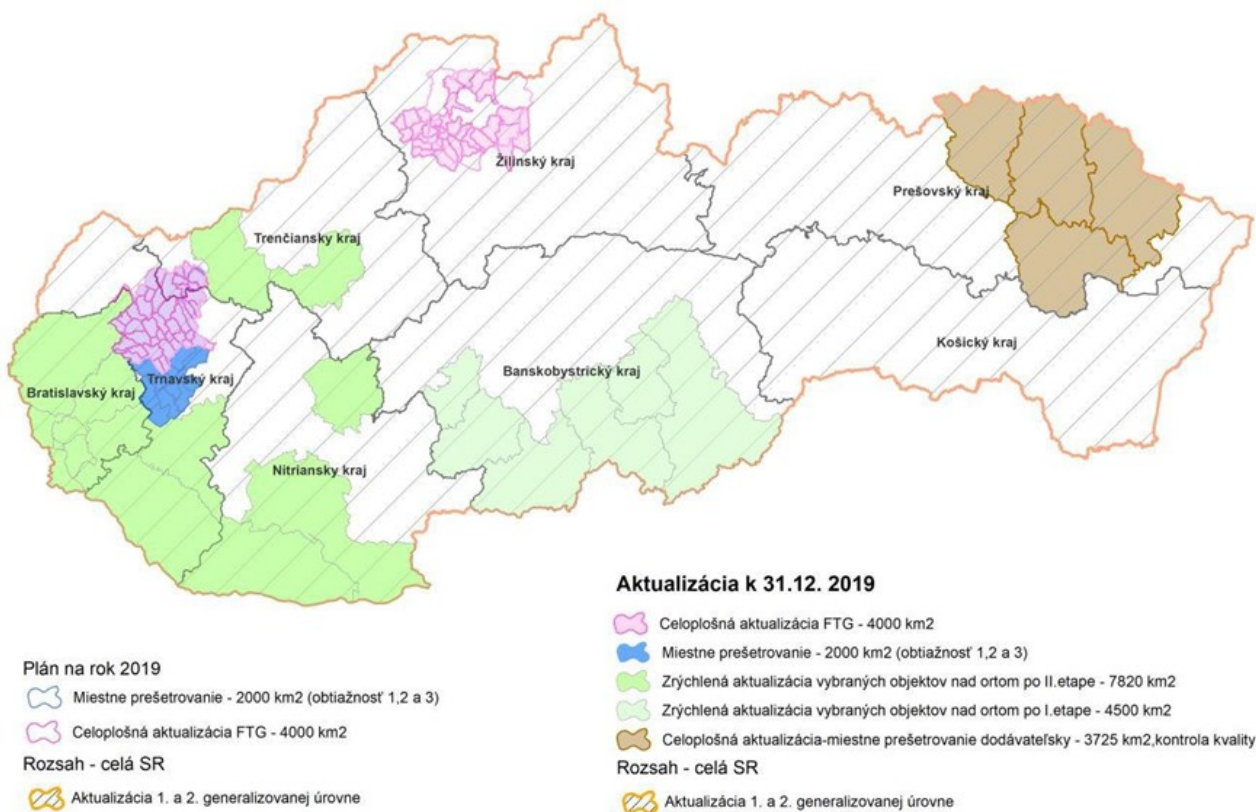 Žilinský kraj
Prešovský kraj
Trenčiansky kraj
Košický kraj
Banskobystrický kraj
Trnavský kraj
Bratislavský kraj
Nitriansky kraj
Plán na rok 2019
Miestne prešetrovanie - 2000 km2 (obtiažnosť 1,2 a 3)
Celoplošná aktualizácia FTG - 4000 km2
Rozsah - celá SR
Aktualizácia 1. a 2. generalizovanej úrovne
Aktualizácia k 31.12. 2019
Celoplošná aktualizácia FTG - 4000 km2
Miestne prešetrovanie - 2000 km2 (obtiažnosť 1,2 a 3)
Zrýchlená aktualizácia vybraných objektov nad ortom po II.etape - 7820 km2
Zrýchlená aktualizácia vybraných objektov nad ortom po I.etape - 4500 km2
Celoplošná aktualizácia-miestne prešetrovanie dodávateľsky - 3725 km2,kontrola kvality
Rozsah - celá SR
Aktualizácia 1. a 2. generalizovanej úrovne